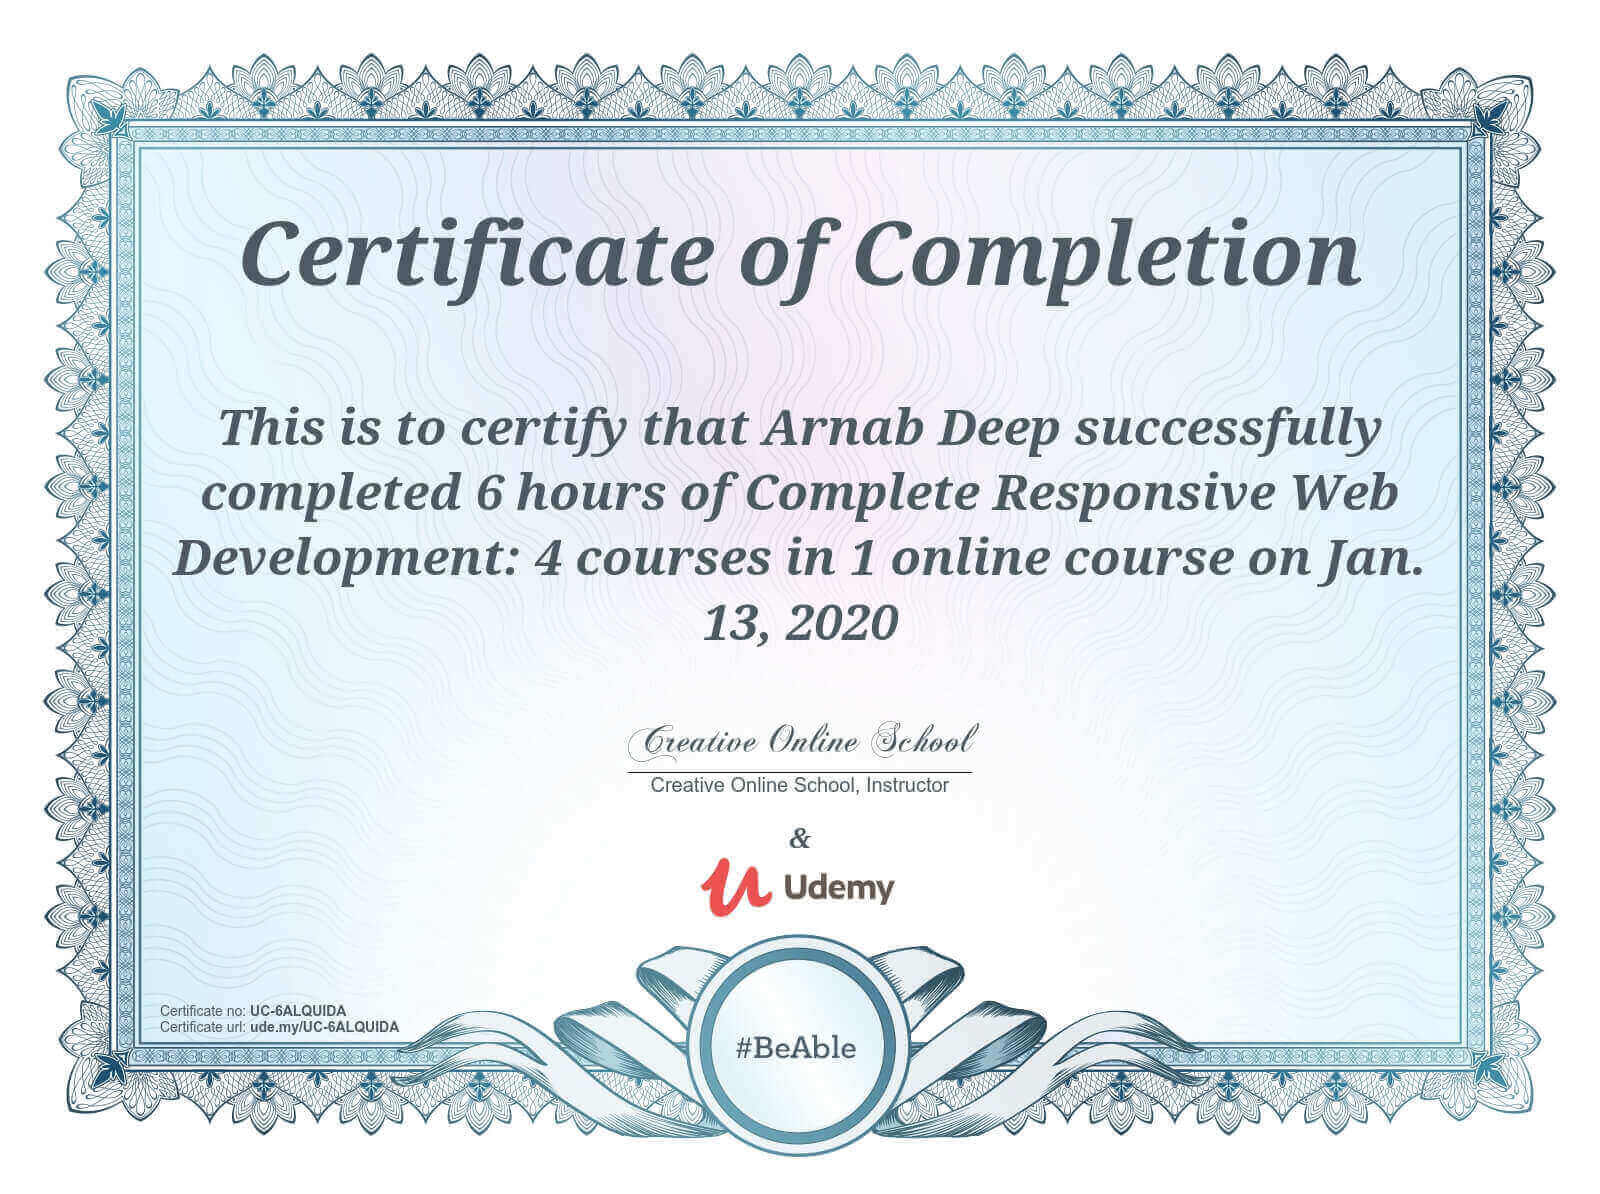 Certificate of Completion
This is to certify that Arnab Deep successfully
completed 6 hours of Complete Responsive Web
Development: 4 courses in 1 online course on Jan.
13, 2020
Creative Online School
Creative Online School, Instructor
&
Udemy
Certificate no: UC-6ALQUIDA
Certificate url: ude.my/UC-6ALQUIDA
#BeAble